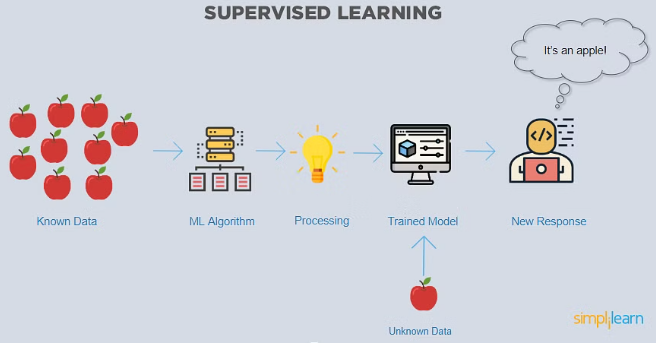 SUPERVISED LEARNING
It's an apple!
</>
Known Data
ML Algorithm
Processing
Trained Model
New Response
Unknown Data
simplilearn